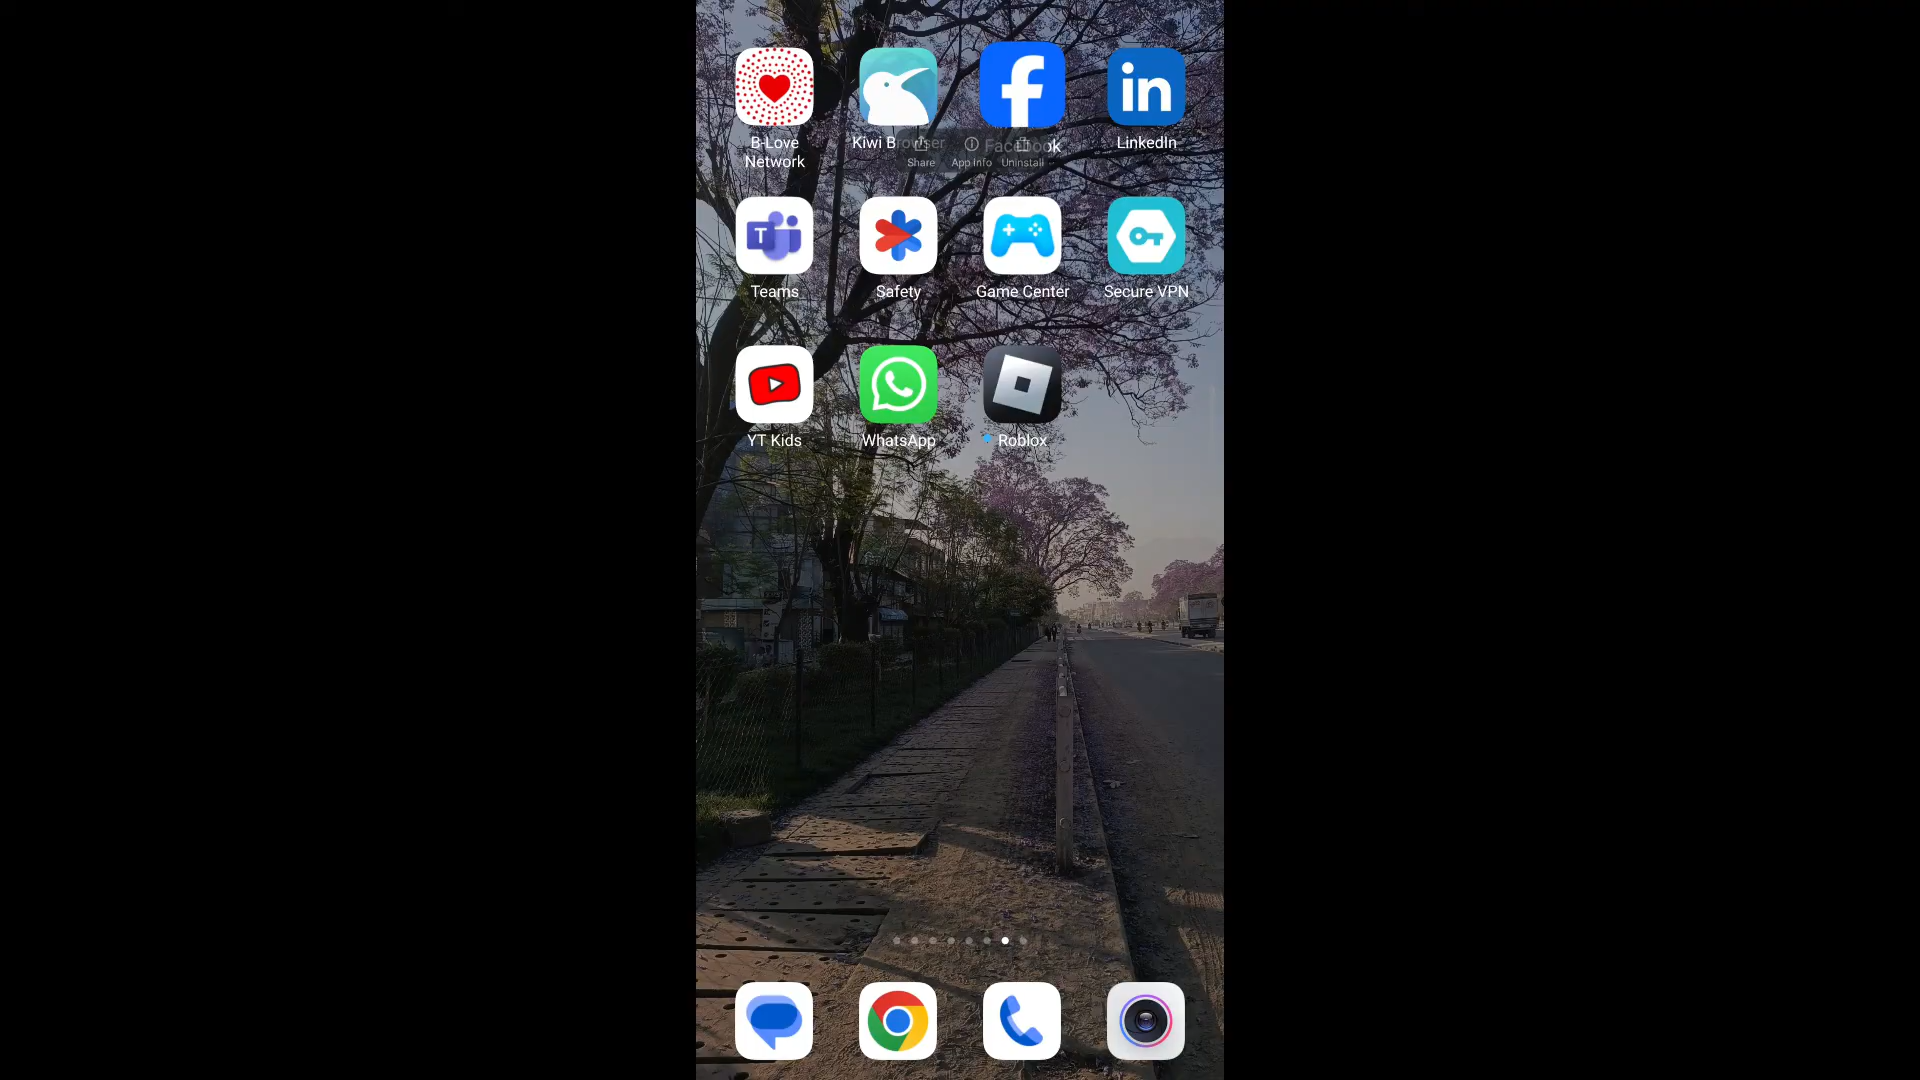 B-Love
Network
Kiwi Browser
Facebook
LinkedIn
Share
App Info
Uninstall
Teams
Safety
Game Center
Secure VPN
YT Kids
WhatsApp
Roblox